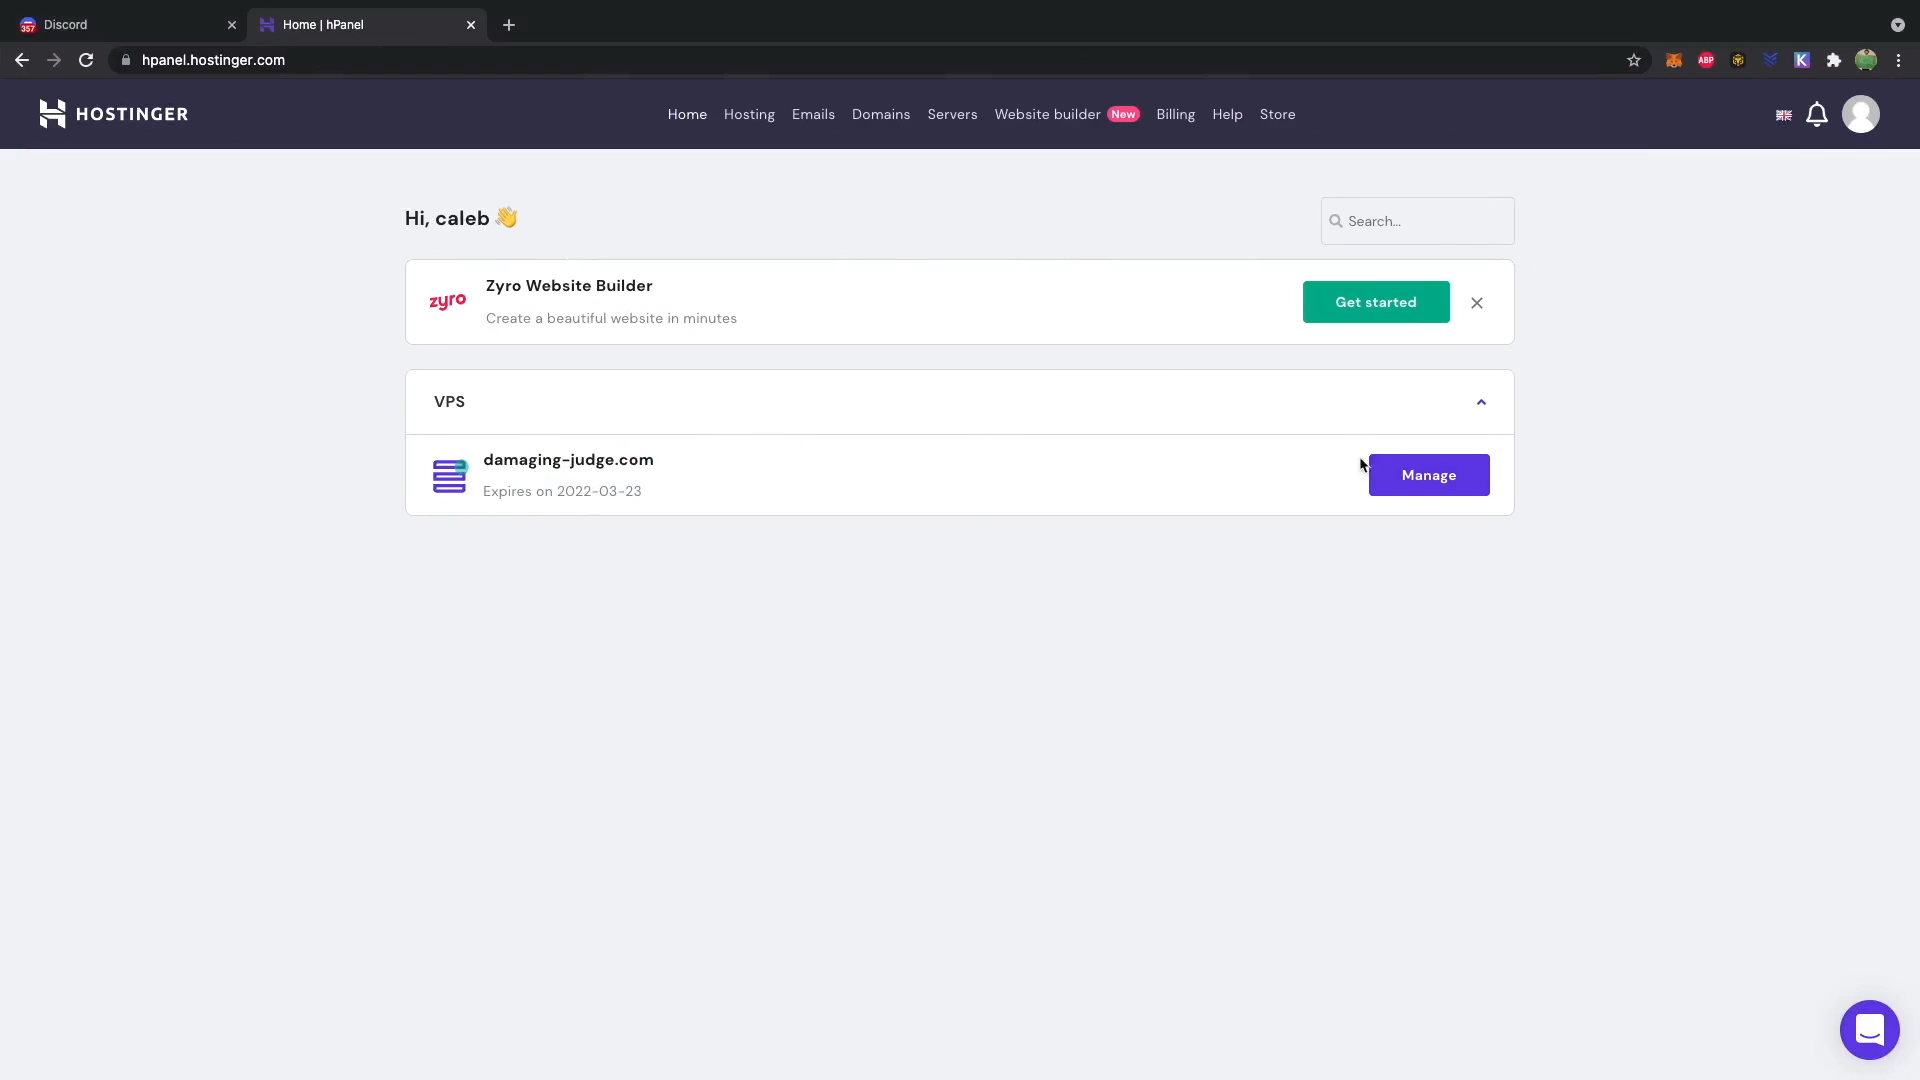 357 Discord
Home | hPanel
hpanel.hostinger.com
ABP
K
HOSTINGER
Home Hosting Emails Domains Servers Website builder New Billing Help Store
Hi, caleb 👋
Search...
zyro
Zyro Website Builder
Create a beautiful website in minutes
Get started
VPS
damaging-judge.com
Expires on 2022-03-23
Manage